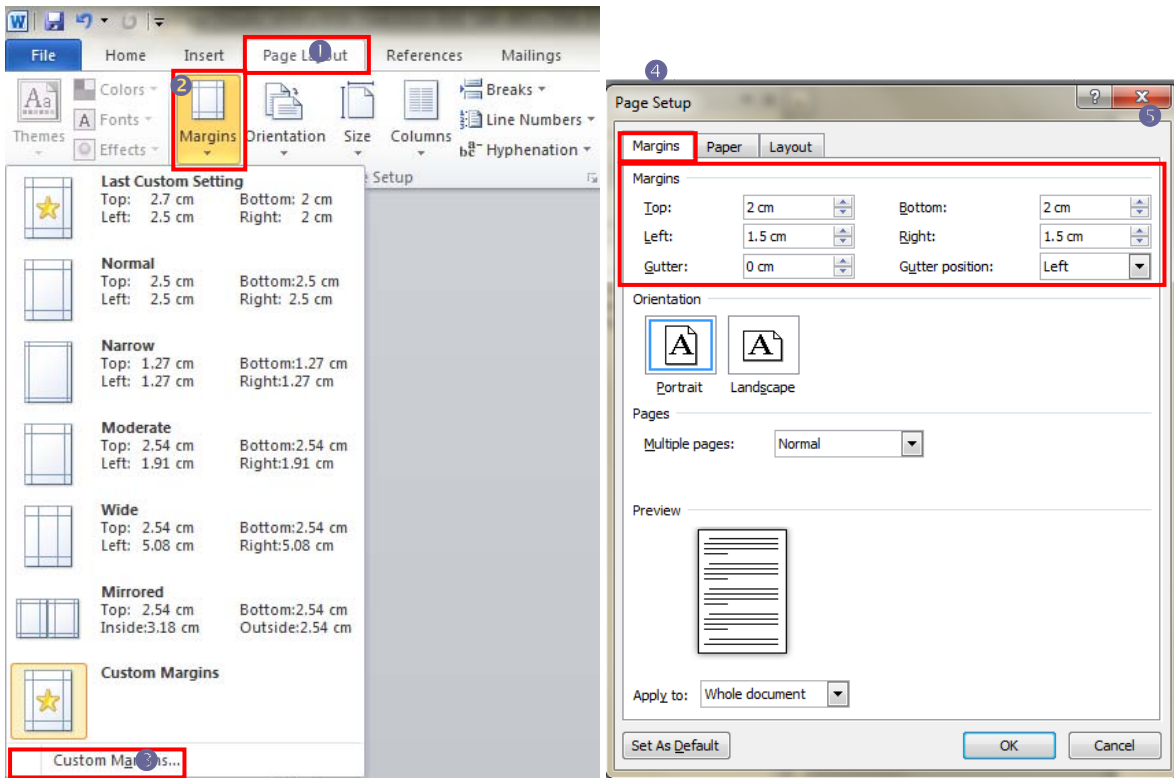 W
File Home Insert Page Layout References Mailings
1
2
Aa
Themes
Colors
A Fonts
Effects
Margins
Orientation
Size
Columns
Breaks
Line Numbers
bc a- Hyphenation
Setup
Last Custom Setting
Top: 2.7 cm Bottom: 2 cm
Left: 2.5 cm Right: 2 cm
Normal
Top: 2.5 cm Bottom:2.5 cm
Left: 2.5 cm Right: 2.5 cm
Narrow
Top: 1.27 cm Bottom:1.27 cm
Left: 1.27 cm Right:1.27 cm
Moderate
Top: 2.54 cm Bottom:2.54 cm
Left: 1.91 cm Right:1.91 cm
Wide
Top: 2.54 cm Bottom:2.54 cm
Left: 5.08 cm Right:5.08 cm
Mirrored
Top: 2.54 cm Bottom:2.54 cm
Inside:3.18 cm Outside:2.54 cm
Custom Margins
Custom Margins...
3
4
Page Setup ? X
5
Margins Paper Layout
Margins
Top: 2 cm Bottom: 2 cm
Left: 1.5 cm Right: 1.5 cm
Gutter: 0 cm Gutter position: Left
Orientation
A A
Portrait Landscape
Pages
Multiple pages: Normal
Preview
Apply to: Whole document
Set As Default OK Cancel